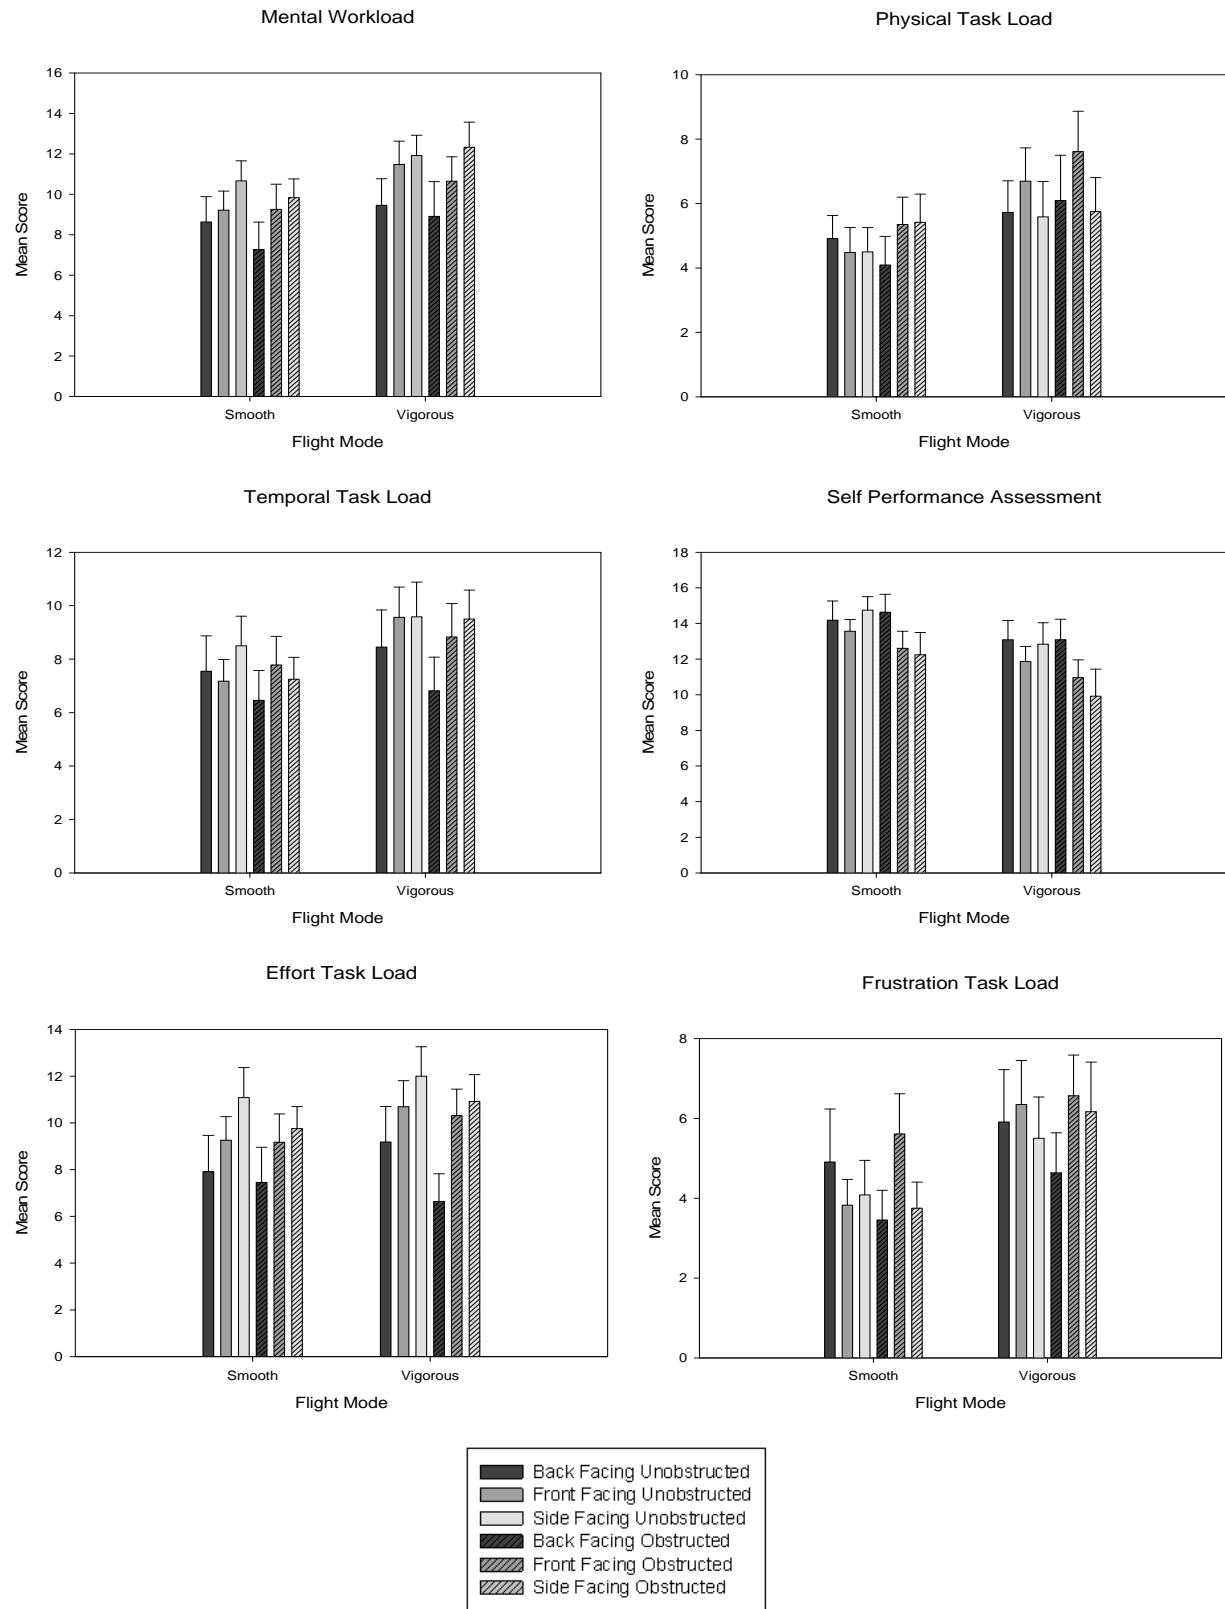 Mental Workload
16
14
12
10
8
6
4
2
0
Mean Score
Smooth
Vigorous
Flight Mode
Physical Task Load
10
8
6
4
2
0
Mean Score
Smooth
Vigorous
Flight Mode
Temporal Task Load
12
10
8
6
4
2
0
Mean Score
Smooth
Vigorous
Flight Mode
Self Performance Assessment
18
16
14
12
10
8
6
4
2
0
Mean Score
Smooth
Vigorous
Flight Mode
Effort Task Load
14
12
10
8
6
4
2
0
Mean Score
Smooth
Vigorous
Flight Mode
Frustration Task Load
8
6
4
2
0
Mean Score
Smooth
Vigorous
Flight Mode
Back Facing Unobstructed
Front Facing Unobstructed
Side Facing Unobstructed
Back Facing Obstructed
Front Facing Obstructed
Side Facing Obstructed